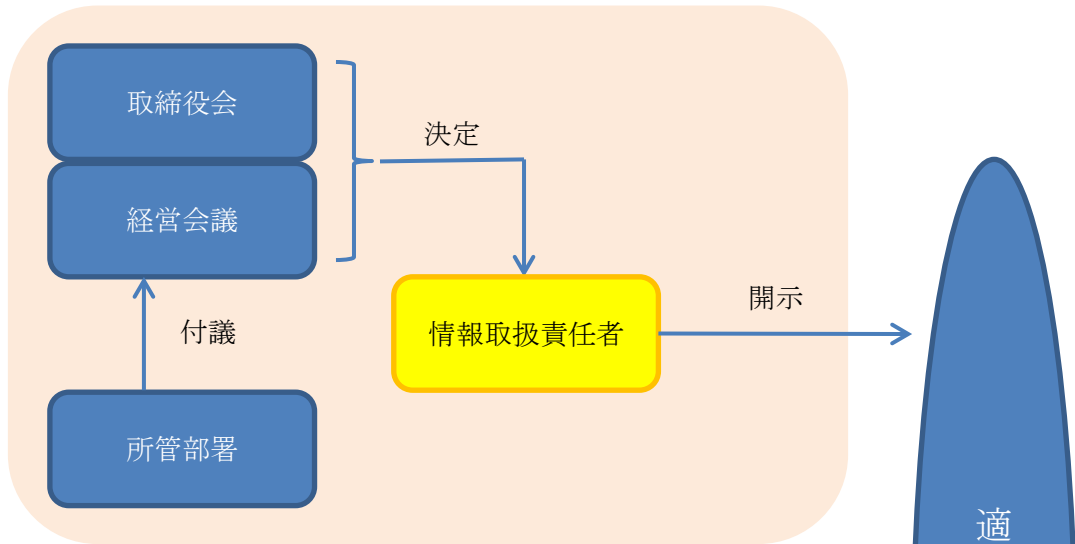 取締役会
決定
経営会議
開示
付議
情報取扱責任者
所管部署
適